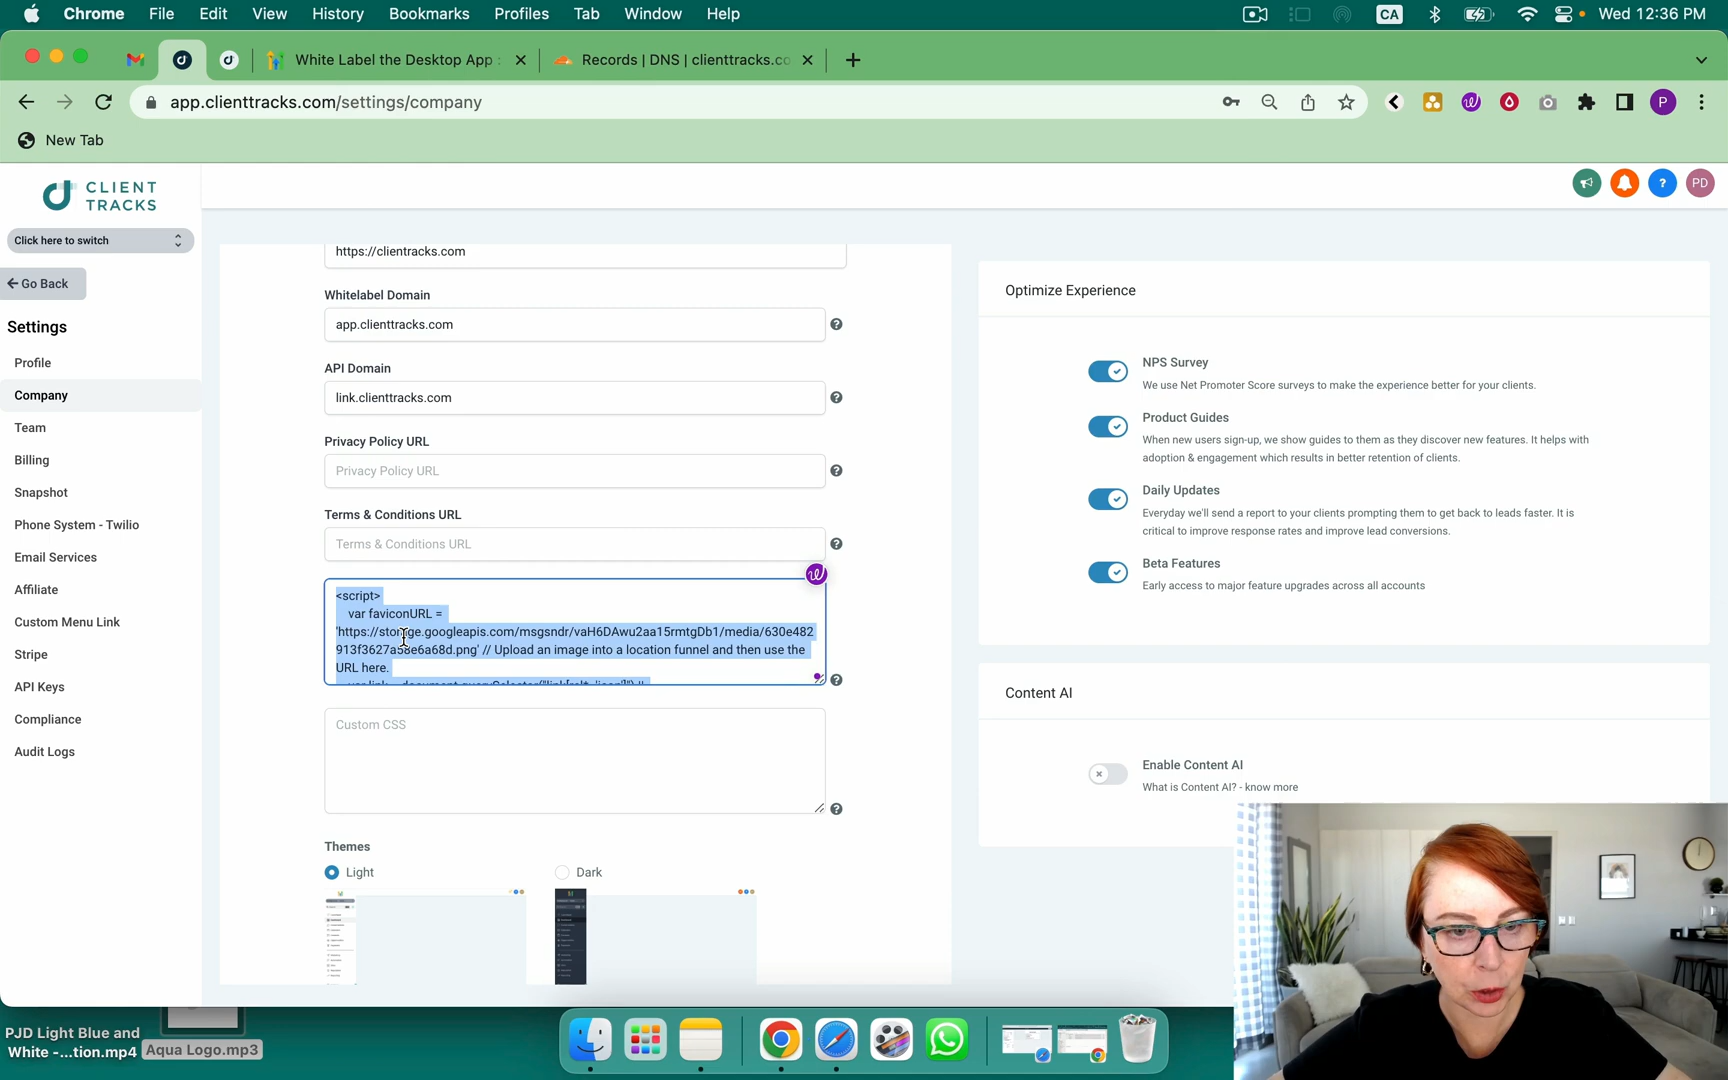 Chrome File Edit View History Bookmarks Profiles Tab Window Help CA Wed 12:36 PM
White Label the Desktop App Records | DNS | clienttracks.co
app.clienttracks.com/settings/company P
New Tab
CLIENT
TRACKS
? PD
Click here to switch
Go Back
Settings
Profile
Company
Team
Billing
Snapshot
Phone System - Twilio
Email Services
Affiliate
Custom Menu Link
Stripe
API Keys
Compliance
Audit Logs
https://clientracks.com
Whitelabel Domain
app.clienttracks.com
API Domain
link.clienttracks.com
Privacy Policy URL
Privacy Policy URL
Terms & Conditions URL
Terms & Conditions URL
<script>
var faviconURL =
'https://storage.googleapis.com/msgsndr/vaH6DAwu2aa15rmtgDb1/media/630e482
// Upload an image into a location funnel and then use the
URL here.
Custom CSS
Themes
Light Dark
Optimize Experience
NPS Survey
We use Net Promoter Score surveys to make the experience better for your clients.
Product Guides
When new users sign-up, we show guides to them as they discover new features. It helps with
adoption & engagement which results in better retention of clients.
Daily Updates
Everyday we'll send a report to your clients prompting them to get back to leads faster. It is
critical to improve response rates and improve lead conversions.
Beta Features
Early access to major feature upgrades across all accounts
Content AI
Enable Content AI
What is Content AI? - know more
PJD Light Blue and
White -...tion.mp4
Aqua Logo.mp3